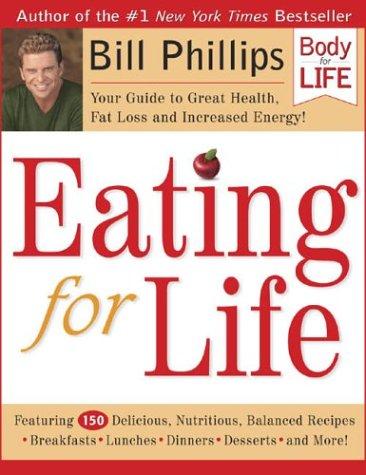 Author of the #1 New York Times Bestseller
Bill Phillips
Body for LIFE
Your Guide to Great Health,
Fat Loss and Increased Energy!
Eating
for Life
Featuring 150 Delicious, Nutritious, Balanced Recipes
•Breakfasts •Lunches •Dinners •Desserts •and More!